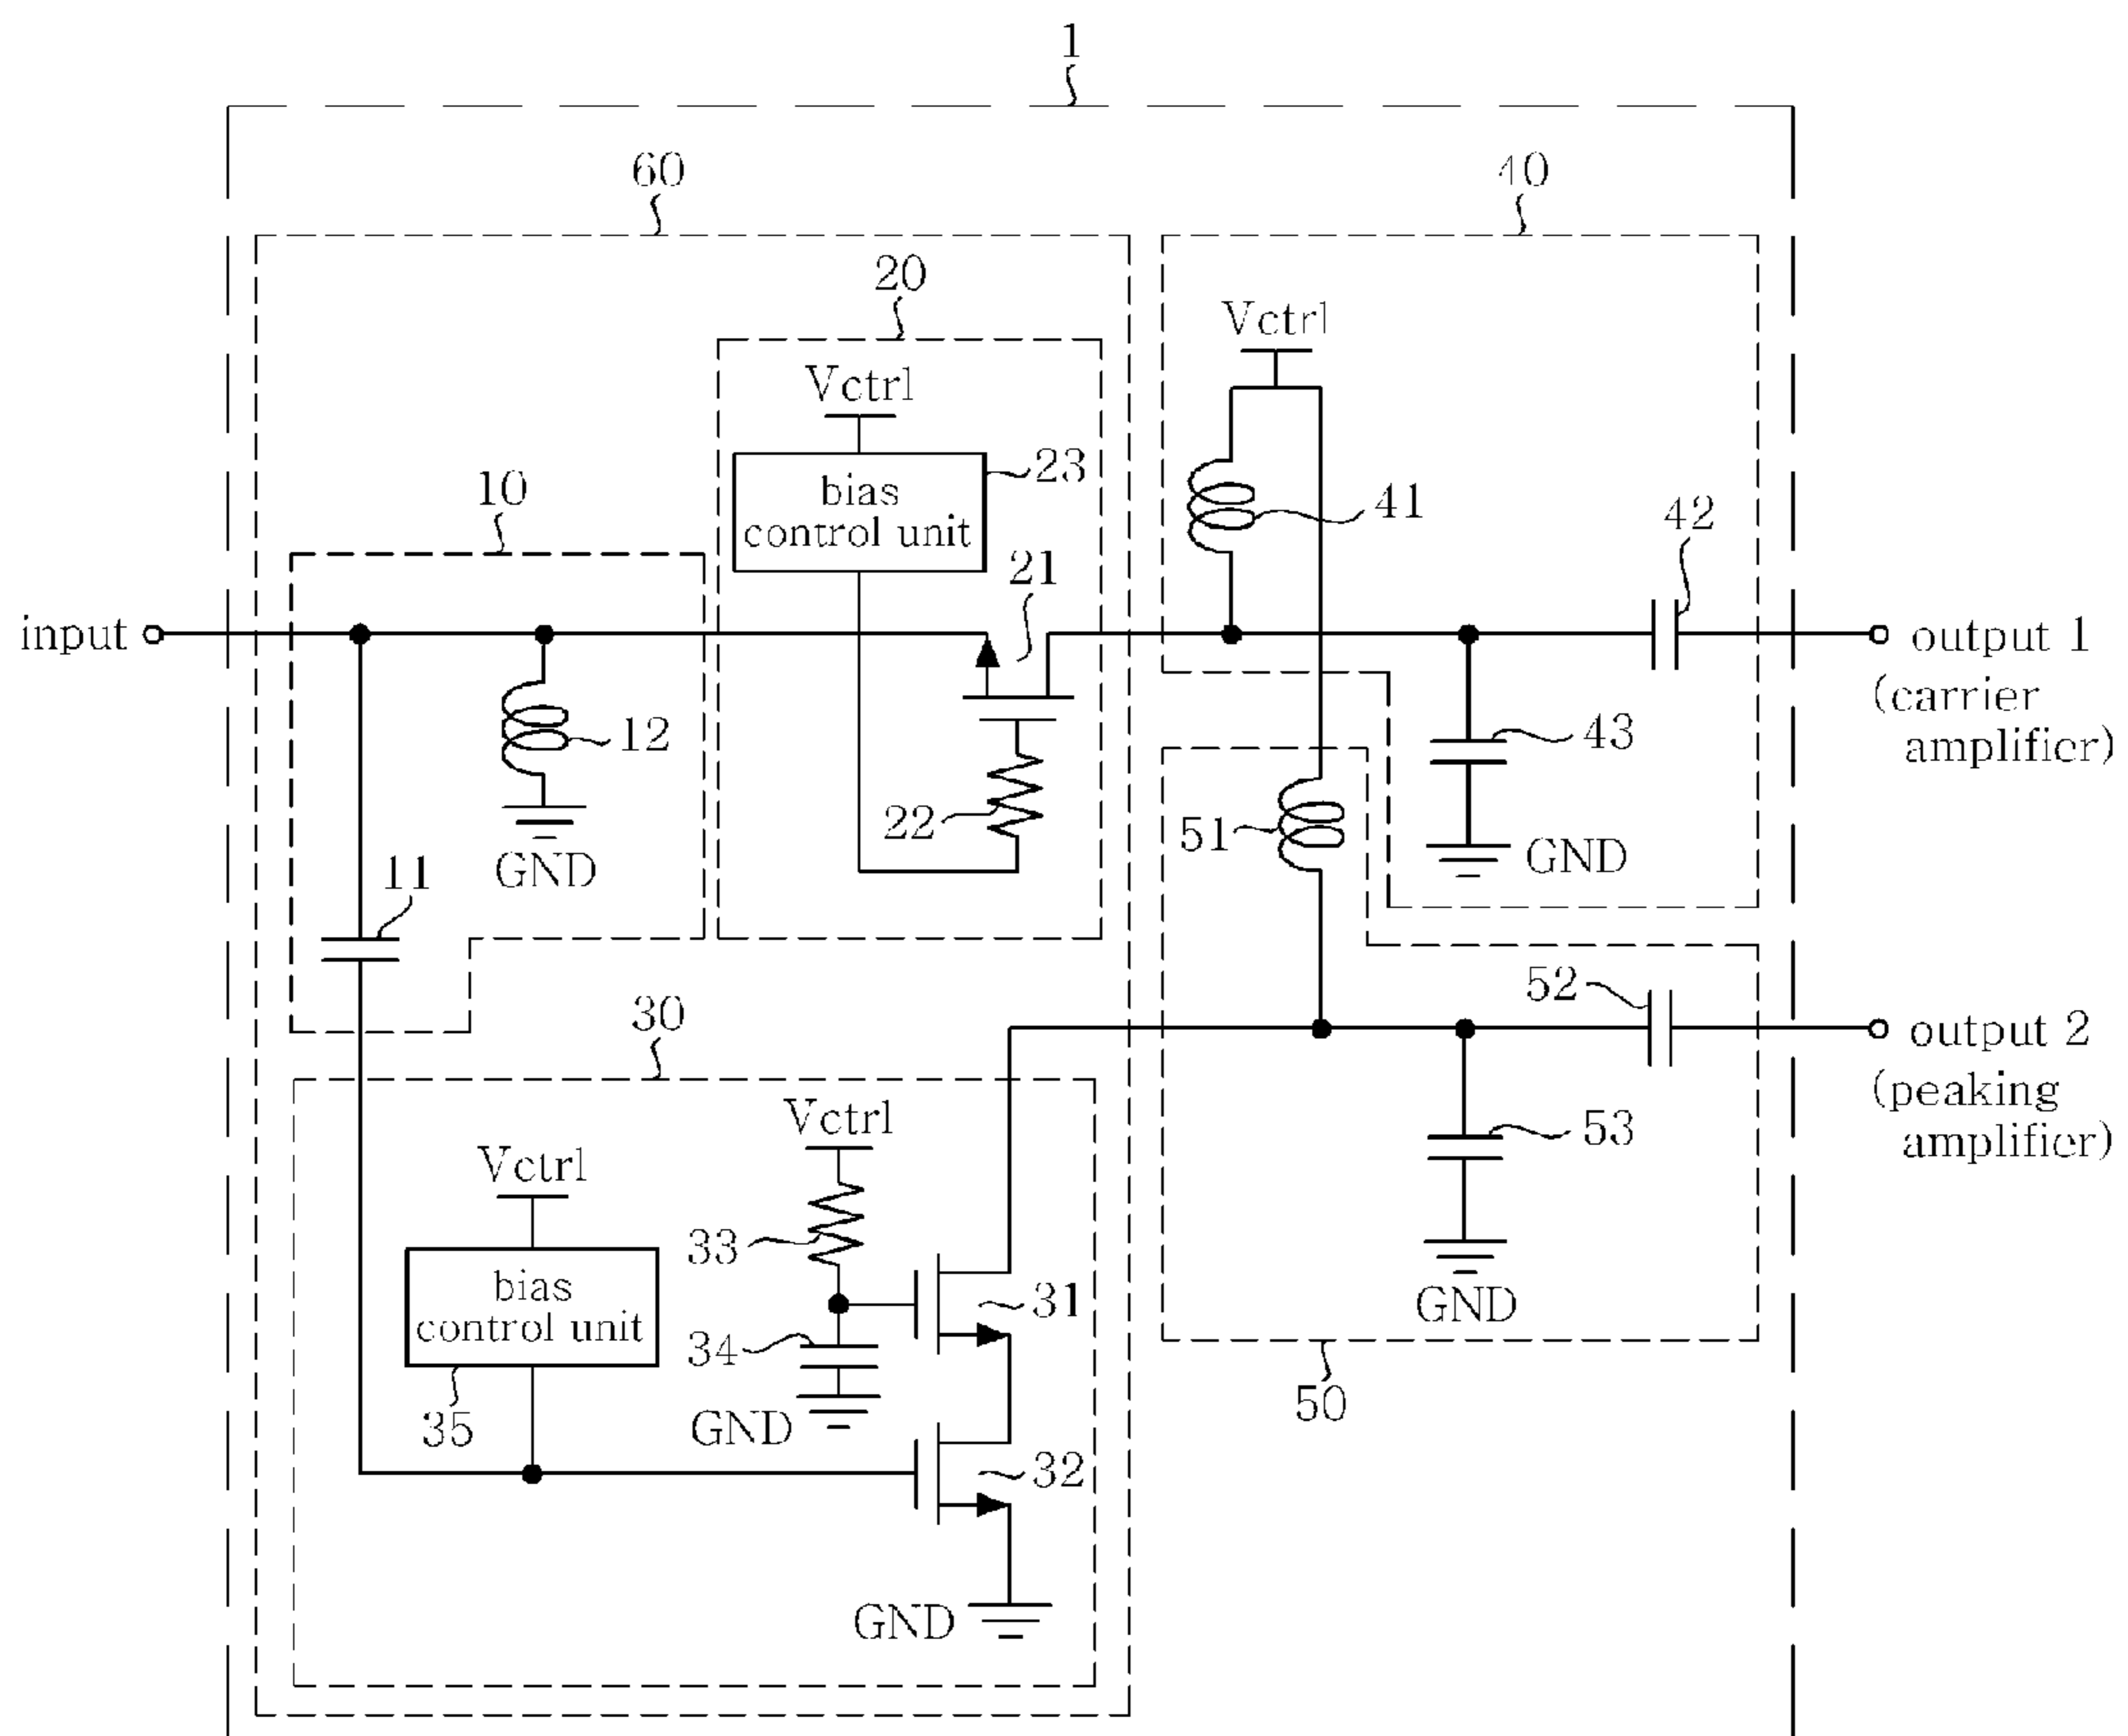 1
60
40
20
Vctrl
Vctrl
bias
control unit
23
10
41
42
21
input
output 1
(carrier
amplifier)
12
43
22
51
GND
GND
11
52
30
output 2
(peaking
amplifier)
Vctrl
53
Vctrl
33
31
bias
control unit
34
GND
50
35
GND
32
GND